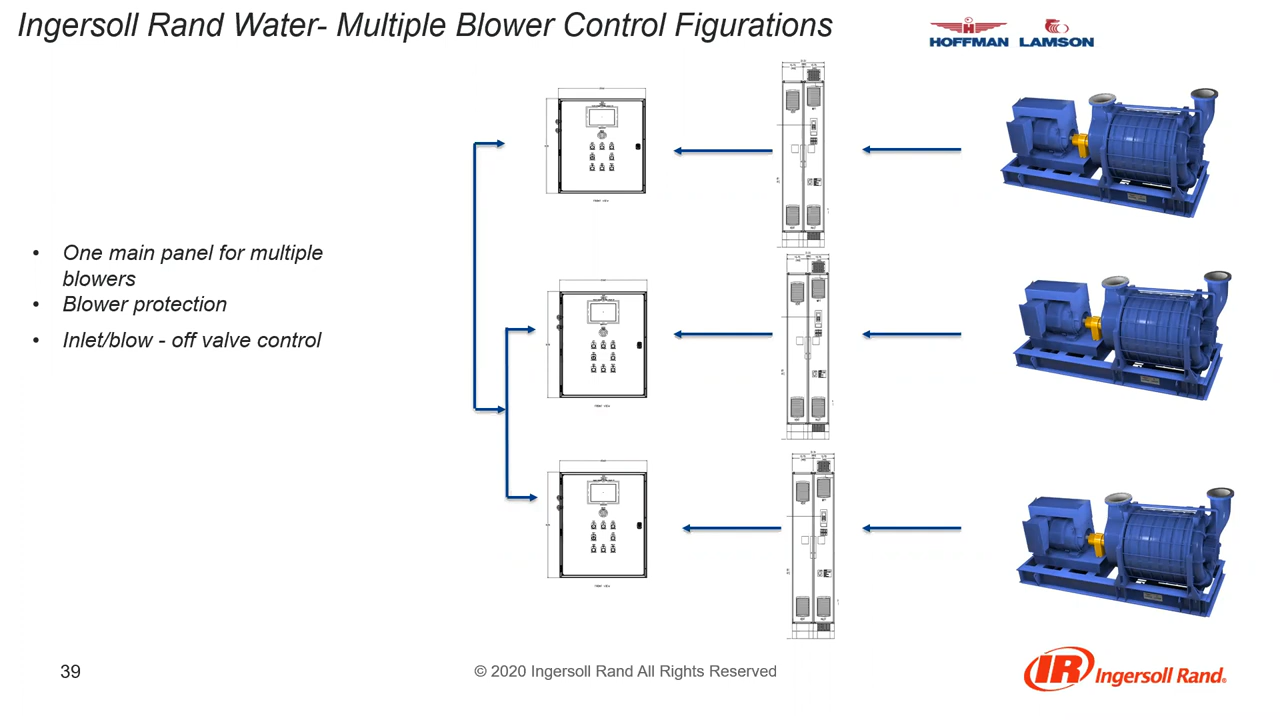 Ingersoll Rand Water- Multiple Blower Control Figurations
HOFFMAN LAMSON
• One main panel for multiple
blowers
• Blower protection
• Inlet/blow - off valve control
39
© 2020 Ingersoll Rand All Rights Reserved
IR Ingersoll Rand®